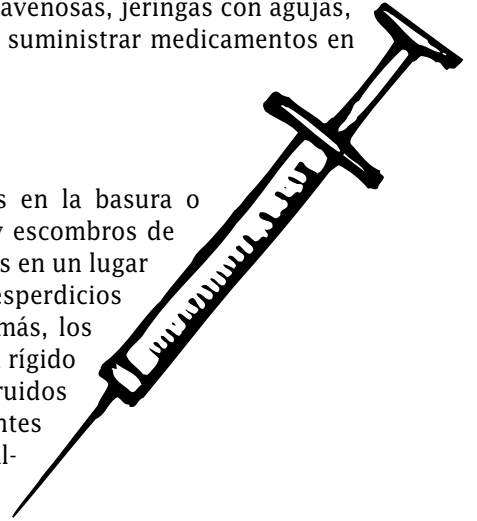 avenosas, jeringas con agujas,
suministrar medicamentos en
s en la basura o
y escombros de
s en un lugar
esperdicios
más, los
rígido
ruidos
ntes
al-